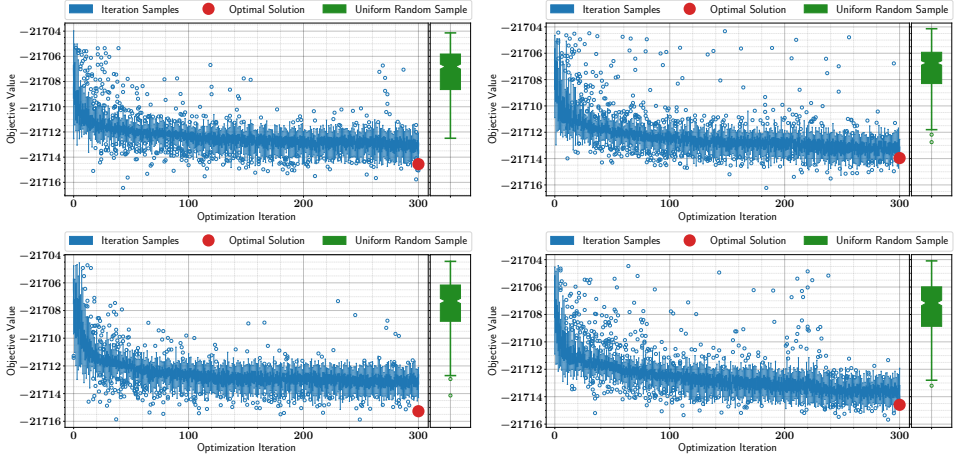 Iteration Samples Optimal Solution Uniform Random Sample
−21704
−21706
−21708
−21710
−21712
−21714
−21716
Objective Value
0 100 200 300
Optimization Iteration
Iteration Samples Optimal Solution Uniform Random Sample
−21704
−21706
−21708
−21710
−21712
−21714
−21716
Objective Value
0 100 200 300
Optimization Iteration
Iteration Samples Optimal Solution Uniform Random Sample
−21704
−21706
−21708
−21710
−21712
−21714
−21716
Objective Value
0 100 200 300
Optimization Iteration
Iteration Samples Optimal Solution Uniform Random Sample
−21704
−21706
−21708
−21710
−21712
−21714
−21716
Objective Value
0 100 200 300
Optimization Iteration